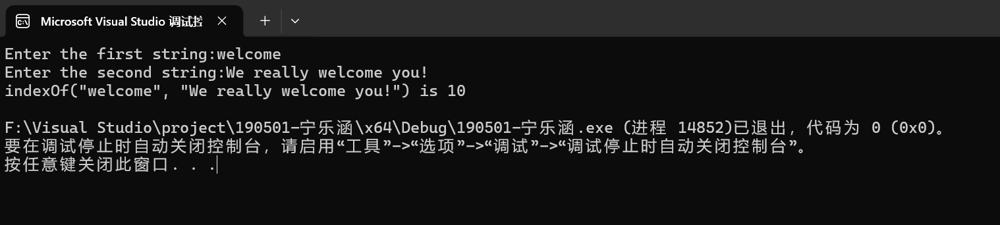 Microsoft Visual Studio 调试控
Enter the first string:welcome
Enter the second string:We really welcome you!
indexOf("welcome", "We really welcome you!") is 10
F:\Visual Studio\project\190501-宁乐涵\x64\Debug\190501-宁乐涵.exe (进程 14852)已退出，代码为 0 (0x0)。
要在调试停止时自动关闭控制台，请启用“工具”->“选项”->“调试”->“调试停止时自动关闭控制台”。
按任意键关闭此窗口. . .